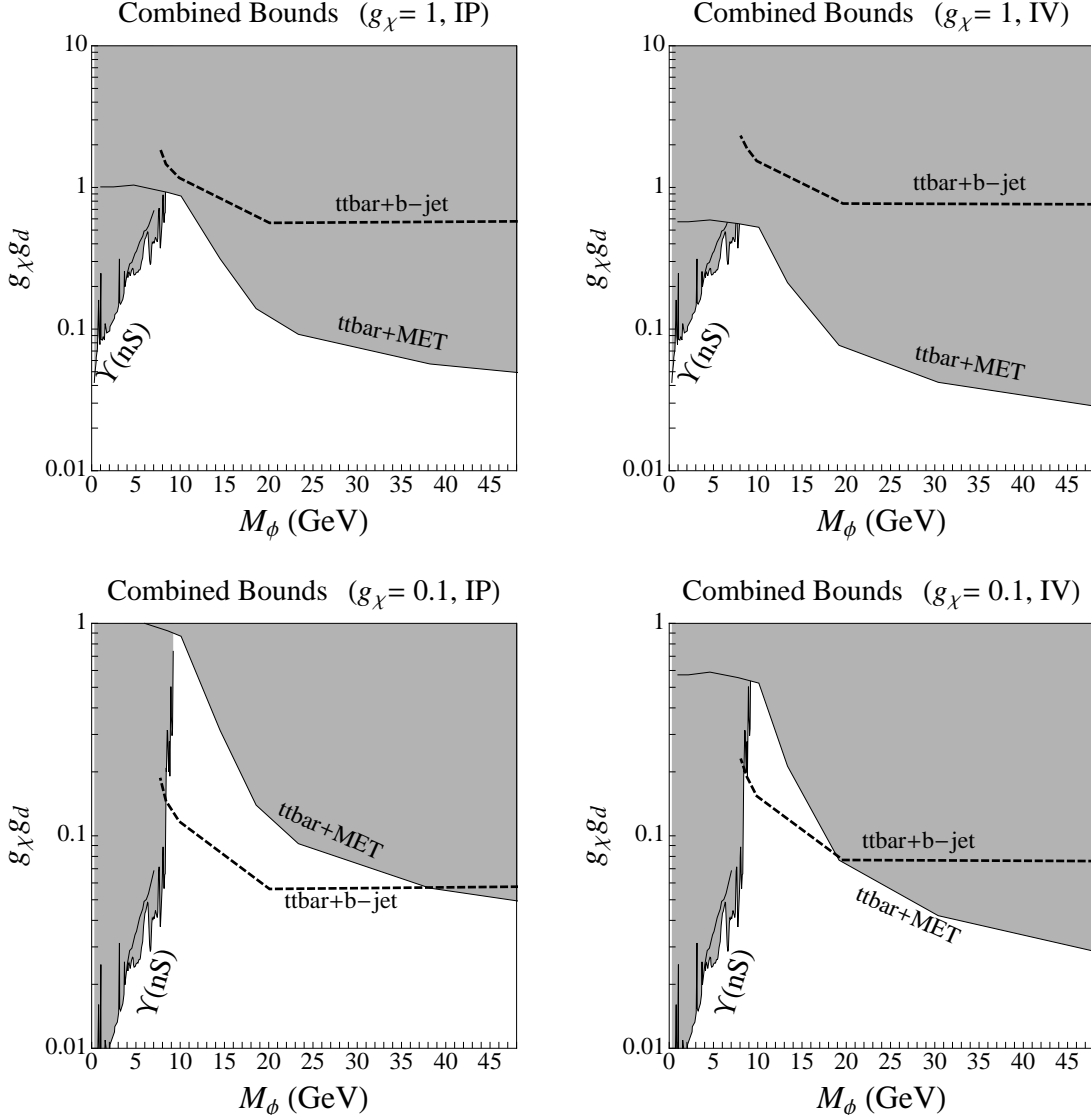 Combined Bounds (gχ= 1, IP)
10
1
0.1
0.01
gχgd
ttbar+b−jet
ttbar+MET
ϒ(nS)
0 5 10 15 20 25 30 35 40 45
Mϕ (GeV)
Combined Bounds (gχ= 1, IV)
10
1
0.1
0.01
gχgd
ttbar+b−jet
ttbar+MET
ϒ(nS)
0 5 10 15 20 25 30 35 40 45
Mϕ (GeV)
Combined Bounds (gχ= 0.1, IP)
1
0.1
0.01
gχgd
ttbar+MET
ttbar+b−jet
ϒ(nS)
0 5 10 15 20 25 30 35 40 45
Mϕ (GeV)
Combined Bounds (gχ= 0.1, IV)
1
0.1
0.01
gχgd
ttbar+b−jet
ttbar+MET
ϒ(nS)
0 5 10 15 20 25 30 35 40 45
Mϕ (GeV)